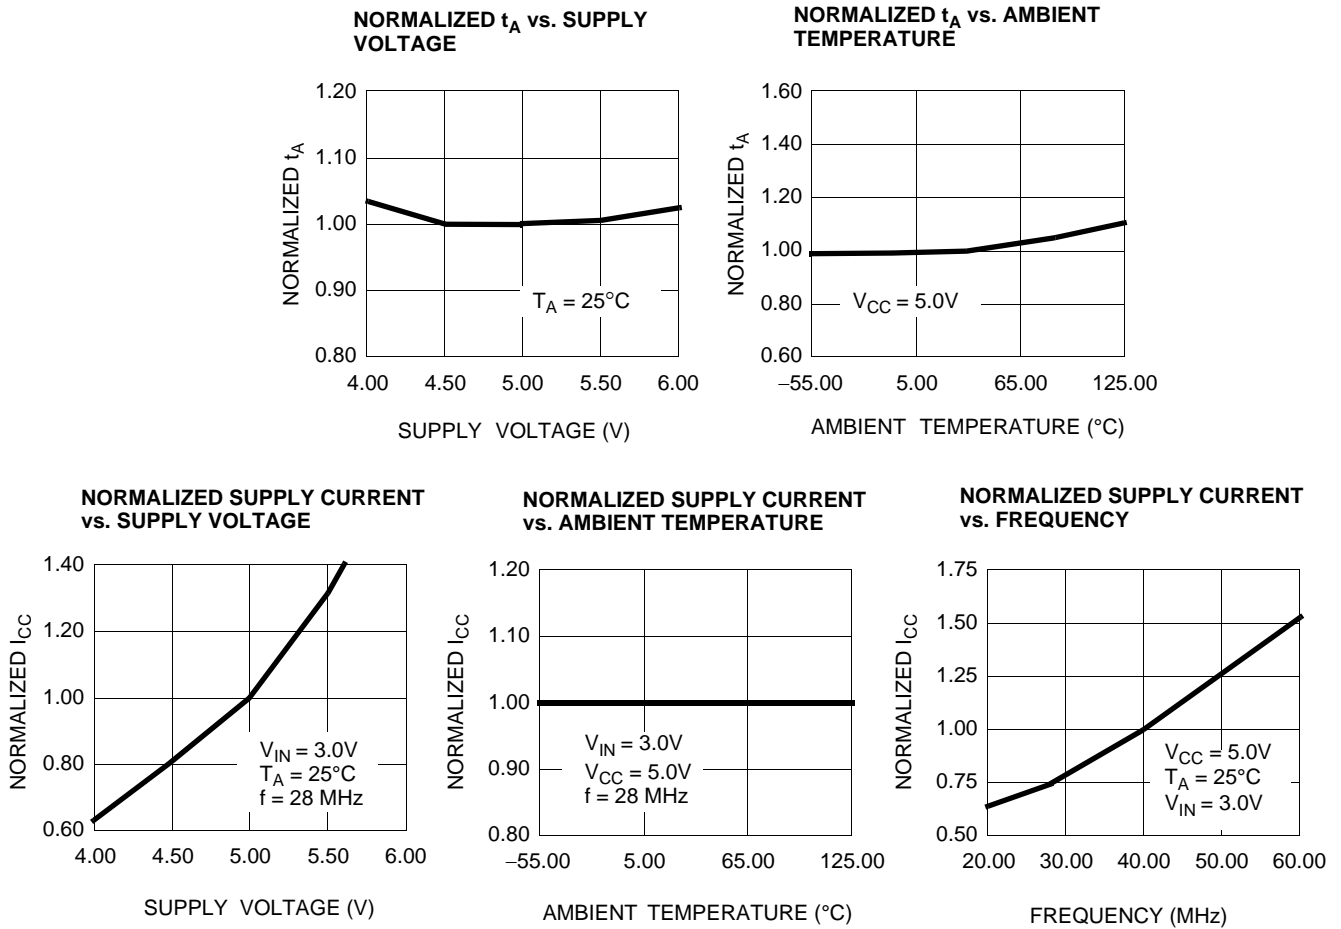 NORMALIZED tA vs. SUPPLY
VOLTAGE
1.20
1.10
1.00
0.90
0.80
NORMALIZED tA
TA = 25°C
4.00 4.50 5.00 5.50 6.00
SUPPLY VOLTAGE (V)
NORMALIZED tA vs. AMBIENT
TEMPERATURE
1.60
1.40
1.20
1.00
0.80
0.60
NORMALIZED tA
VCC = 5.0V
−55.00 5.00 65.00 125.00
AMBIENT TEMPERATURE (°C)
NORMALIZED SUPPLY CURRENT
vs. SUPPLY VOLTAGE
1.40
1.20
1.00
0.80
0.60
NORMALIZED ICC
VIN = 3.0V
TA = 25°C
f = 28 MHz
4.00 4.50 5.00 5.50 6.00
SUPPLY VOLTAGE (V)
NORMALIZED SUPPLY CURRENT
vs. AMBIENT TEMPERATURE
1.20
1.10
1.00
0.90
0.80
NORMALIZED ICC
VIN = 3.0V
VCC = 5.0V
f = 28 MHz
−55.00 5.00 65.00 125.00
AMBIENT TEMPERATURE (°C)
NORMALIZED SUPPLY CURRENT
vs. FREQUENCY
1.75
1.50
1.25
1.00
0.75
0.50
NORMALIZED ICC
VCC = 5.0V
TA = 25°C
VIN = 3.0V
20.00 30.00 40.00 50.00 60.00
FREQUENCY (MHz)